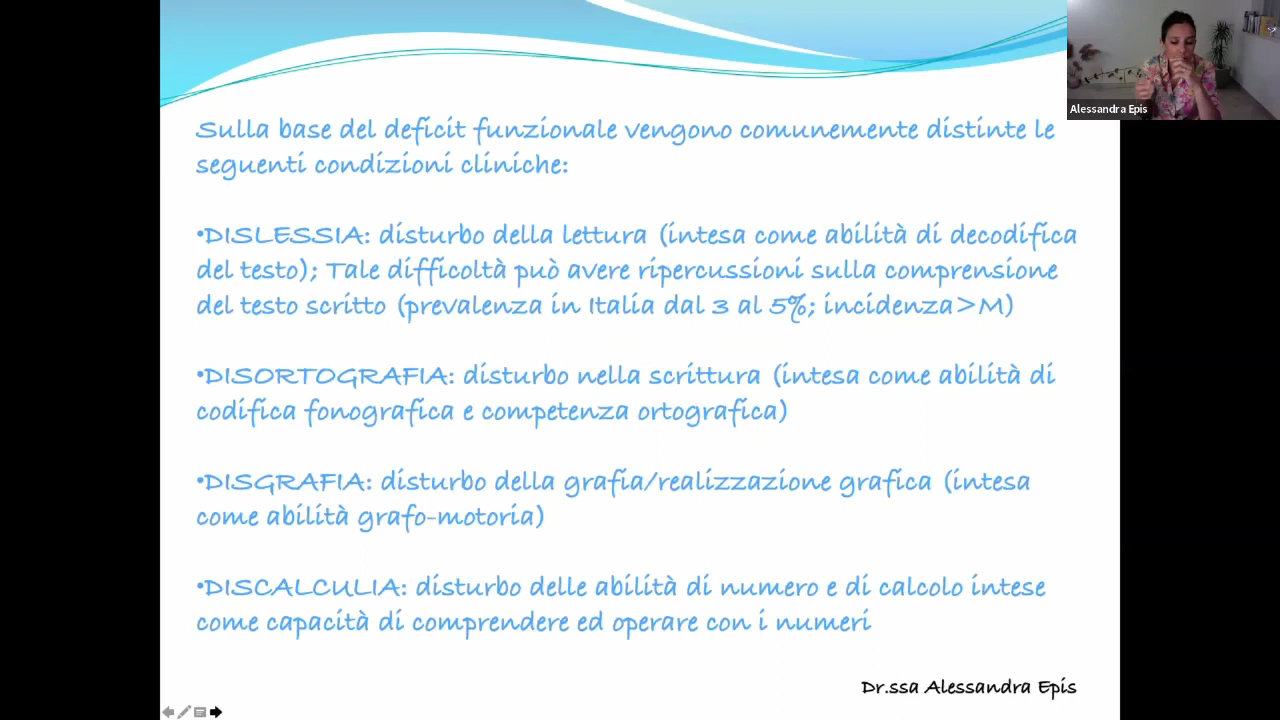 Sulla base del deficit funzionale vengono comunemente distinte le
seguenti condizioni cliniche:
•DISLESSIA: disturbo della lettura (intesa come abilità di decodifica
del testo); Tale difficoltà può avere ripercussioni sulla comprensione
del testo scritto (prevalenza in Italia dal 3 al 5%; incidenza>M)
•DISORTOGRAFIA: disturbo nella scrittura (intesa come abilità di
codifica fonografica e competenza ortografica)
•DISGRAFIA: disturbo della grafia/realizzazione grafica (intesa
come abilità grafo-motoria)
•DISCALCULIA: disturbo delle abilità di numero e di calcolo intese
come capacità di comprendere ed operare con i numeri
Dr.ssa Alessandra Epis
Alessandra Epis